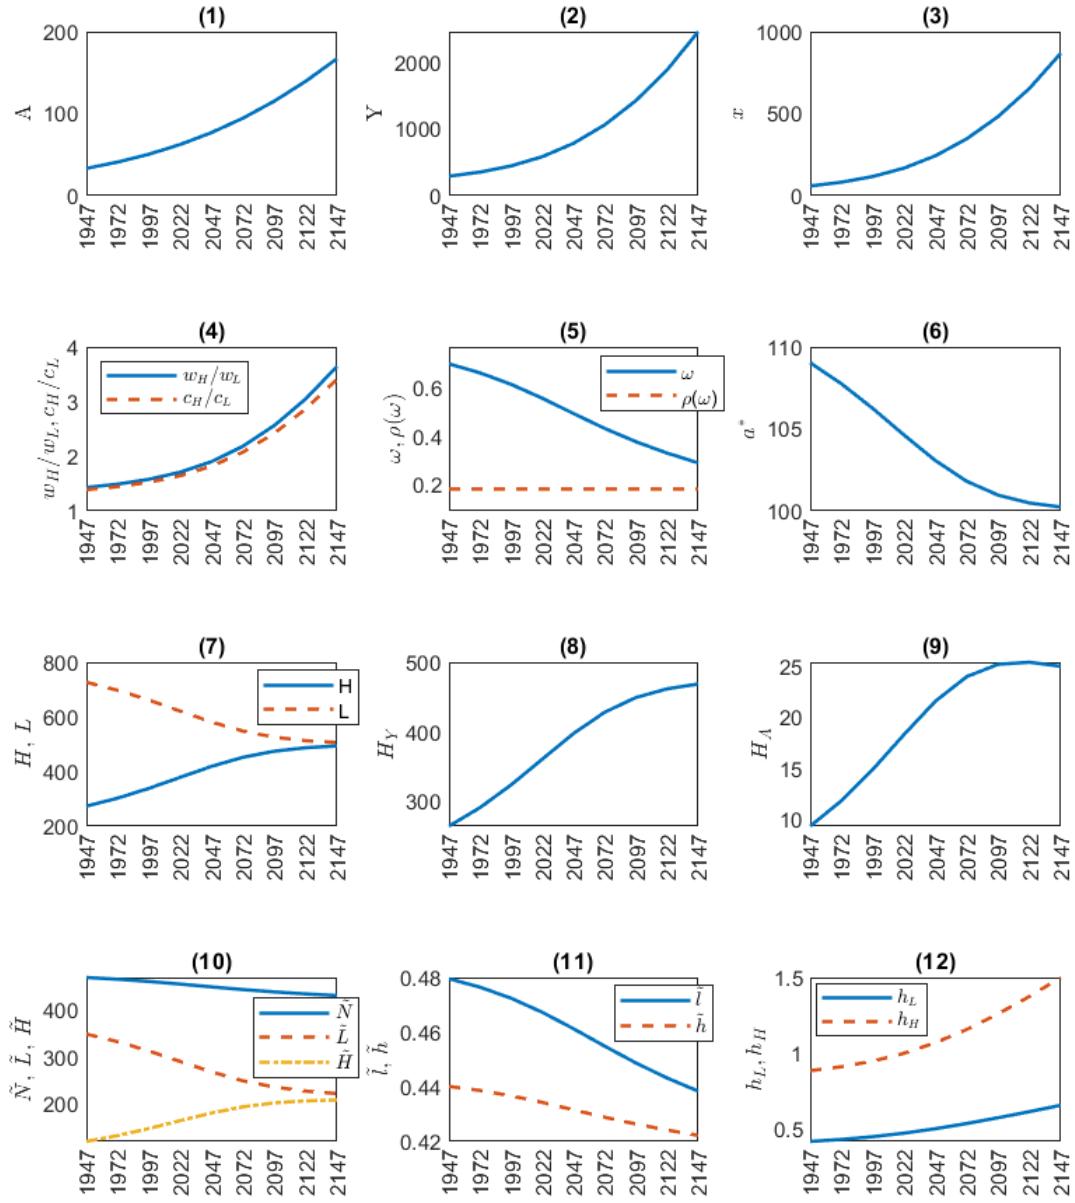 (1)
A
200
100
0
1947 1972 1997 2022 2047 2072 2097 2122 2147
(2)
Y
2000
1000
0
1947 1972 1997 2022 2047 2072 2097 2122 2147
(3)
x
1000
500
0
1947 1972 1997 2022 2047 2072 2097 2122 2147
(4)
w_H/w_L, c_H/c_L
4
3
2
1
w_H/w_L
c_H/c_L
1947 1972 1997 2022 2047 2072 2097 2122 2147
(5)
ω, ρ(ω)
0.6
0.4
0.2
ω
ρ(ω)
1947 1972 1997 2022 2047 2072 2097 2122 2147
(6)
a*
110
105
100
1947 1972 1997 2022 2047 2072 2097 2122 2147
(7)
H, L
800
600
400
200
H
L
1947 1972 1997 2022 2047 2072 2097 2122 2147
(8)
H_Y
500
400
300
1947 1972 1997 2022 2047 2072 2097 2122 2147
(9)
H_A
25
20
15
10
1947 1972 1997 2022 2047 2072 2097 2122 2147
(10)
Ñ, L̃, H̃
400
300
200
Ñ
L̃
H̃
1947 1972 1997 2022 2047 2072 2097 2122 2147
(11)
l̃, h̃
0.48
0.46
0.44
0.42
l̃
h̃
1947 1972 1997 2022 2047 2072 2097 2122 2147
(12)
h_L, h_H
1.5
1
0.5
h_L
h_H
1947 1972 1997 2022 2047 2072 2097 2122 2147